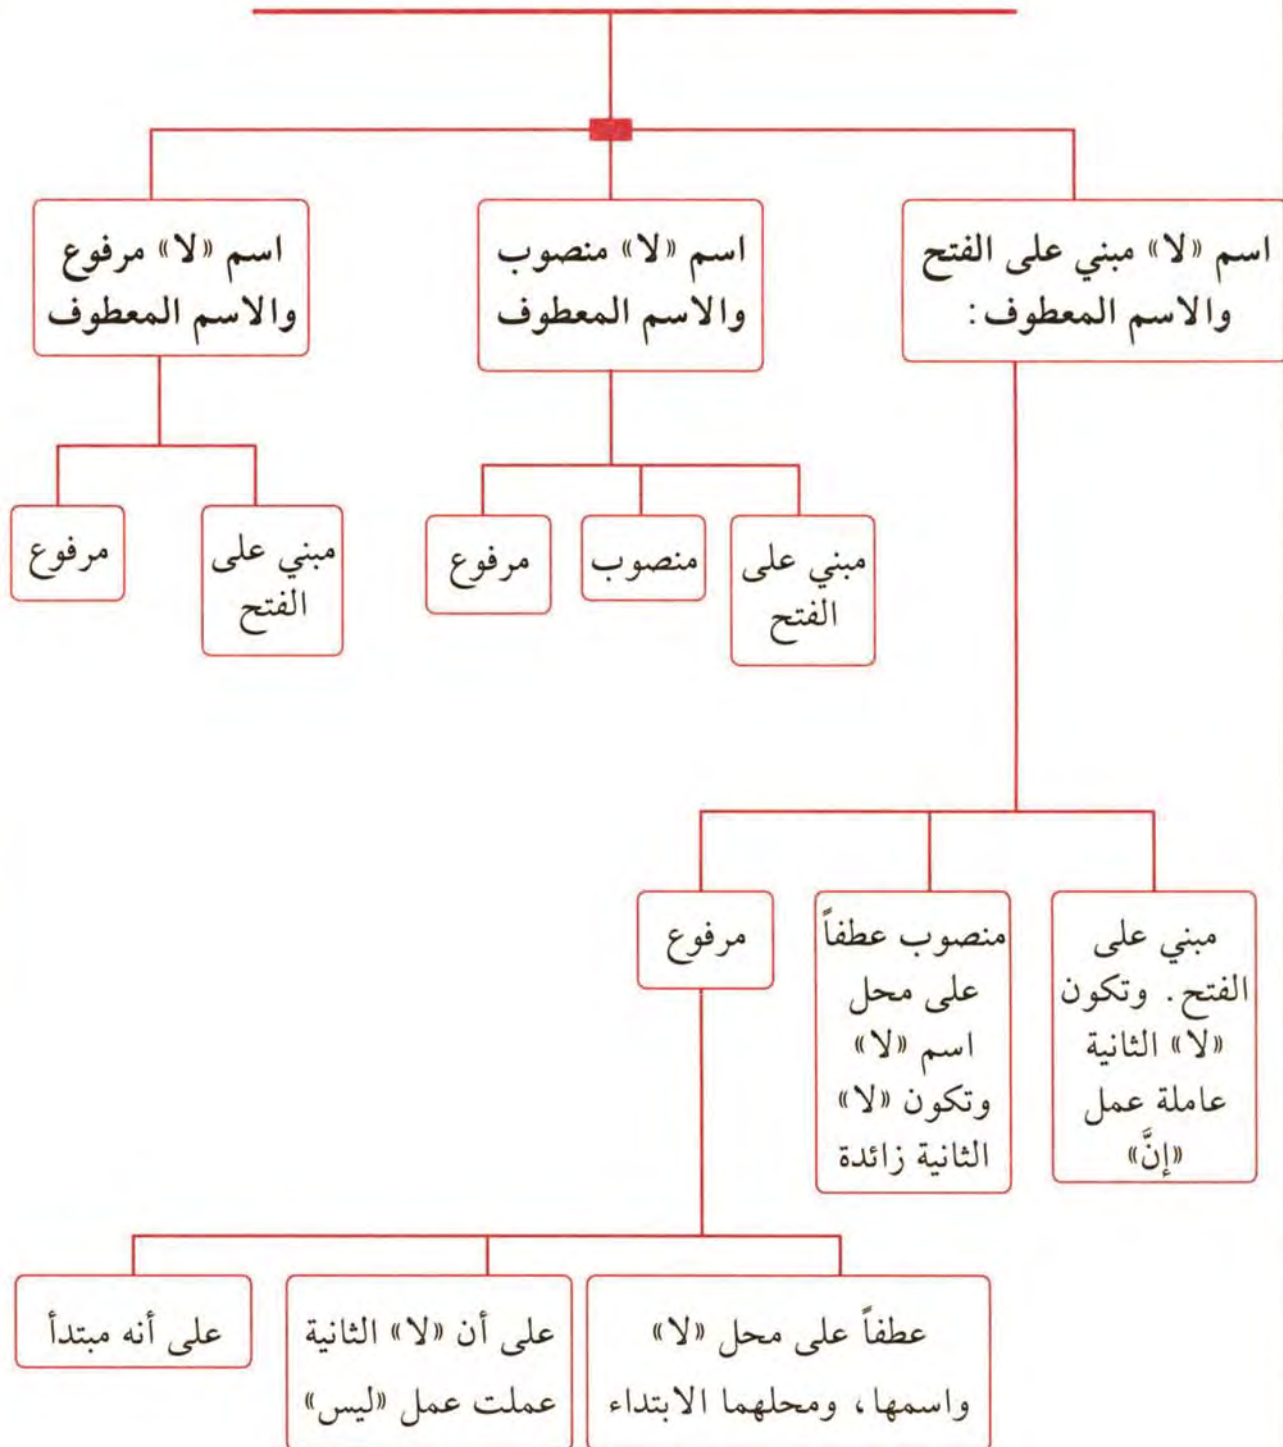 اسم «لا» مبني على الفتح
والاسم المعطوف:
اسم «لا» منصوب
والاسم المعطوف
اسم «لا» مرفوع
والاسم المعطوف
مبني على
الفتح
منصوب
مرفوع
مبني على
الفتح
مرفوع
مبني على
الفتح. وتكون
«لا» الثانية
عاملة عمل
«إنَّ»
منصوب عطفاً
على محل
اسم «لا»
وتكون «لا»
الثانية زائدة
مرفوع
عطفاً على محل «لا»
واسمها، ومحلهما الابتداء
على أن «لا» الثانية
عملت عمل «ليس»
على أنه مبتدأ